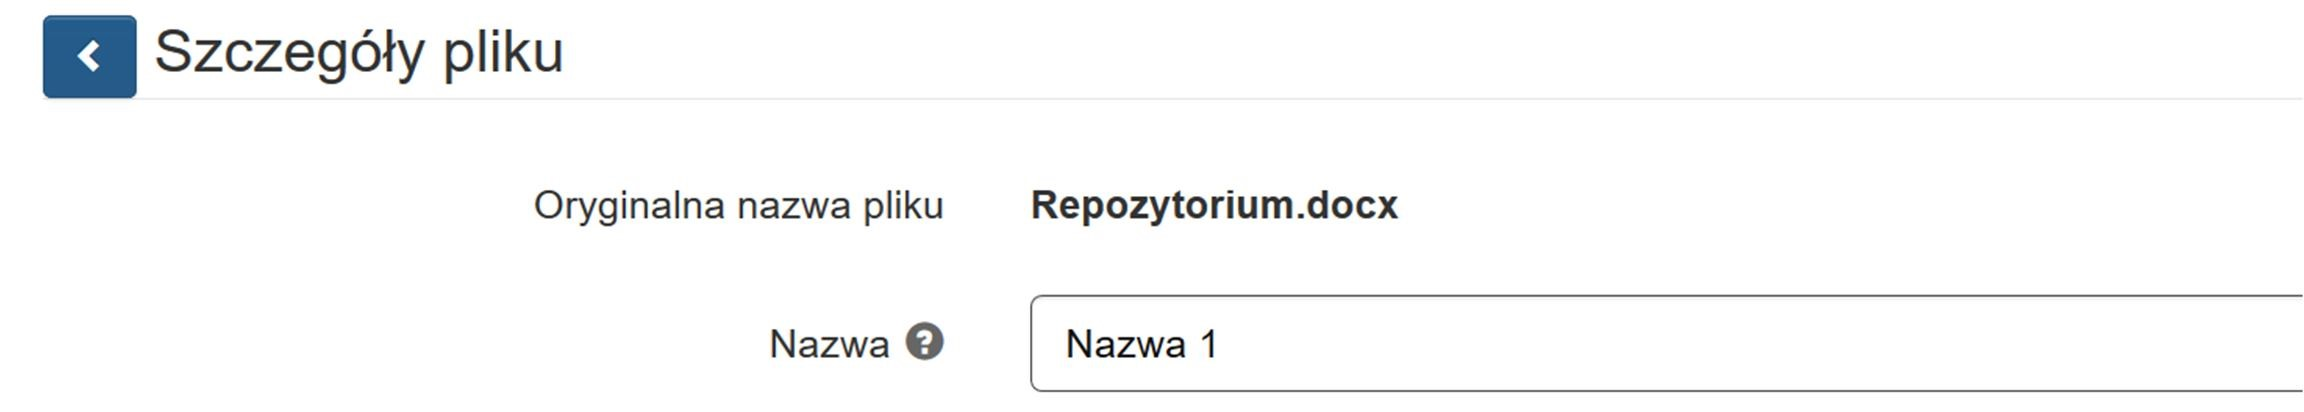 Szczegóły pliku
Oryginalna nazwa pliku Repozytorium.docx
Nazwa Nazwa 1